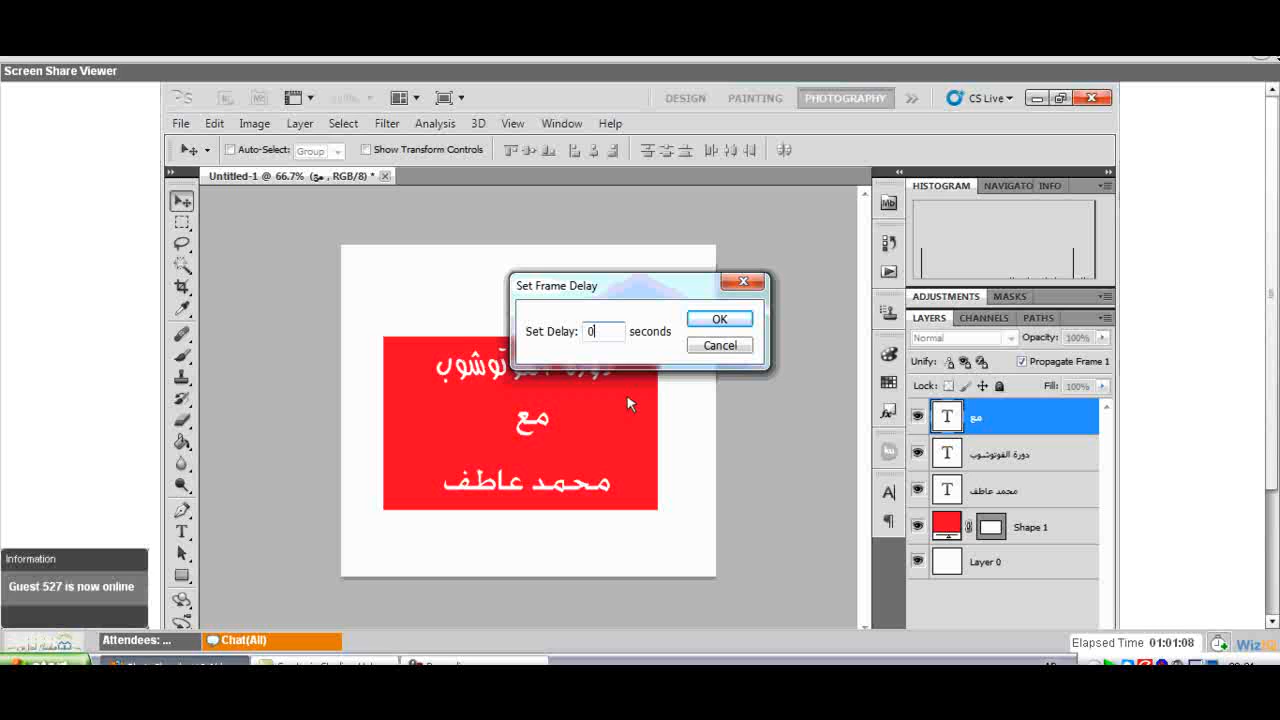 Screen Share Viewer
DESIGN PAINTING PHOTOGRAPHY CS Live
File Edit Image Layer Select Filter Analysis 3D View Window Help
Auto-Select: Group Show Transform Controls
Untitled-1 @ 66.7% (مع, RGB/8) *
HISTOGRAM NAVIGATO INFO
Mb
Set Frame Delay
Set Delay: 0 seconds
OK
Cancel
مع
محمد عاطف
ADJUSTMENTS MASKS
LAYERS CHANNELS PATHS
Normal Opacity: 100%
Unify: Propagate Frame 1
Lock: Fill: 100%
T مع
T دورة الفوتوشوب
T محمد عاطف
Shape 1
Layer 0
Information
Guest 527 is now online
Attendees: ... Chat(All)
Elapsed Time 01:01:08